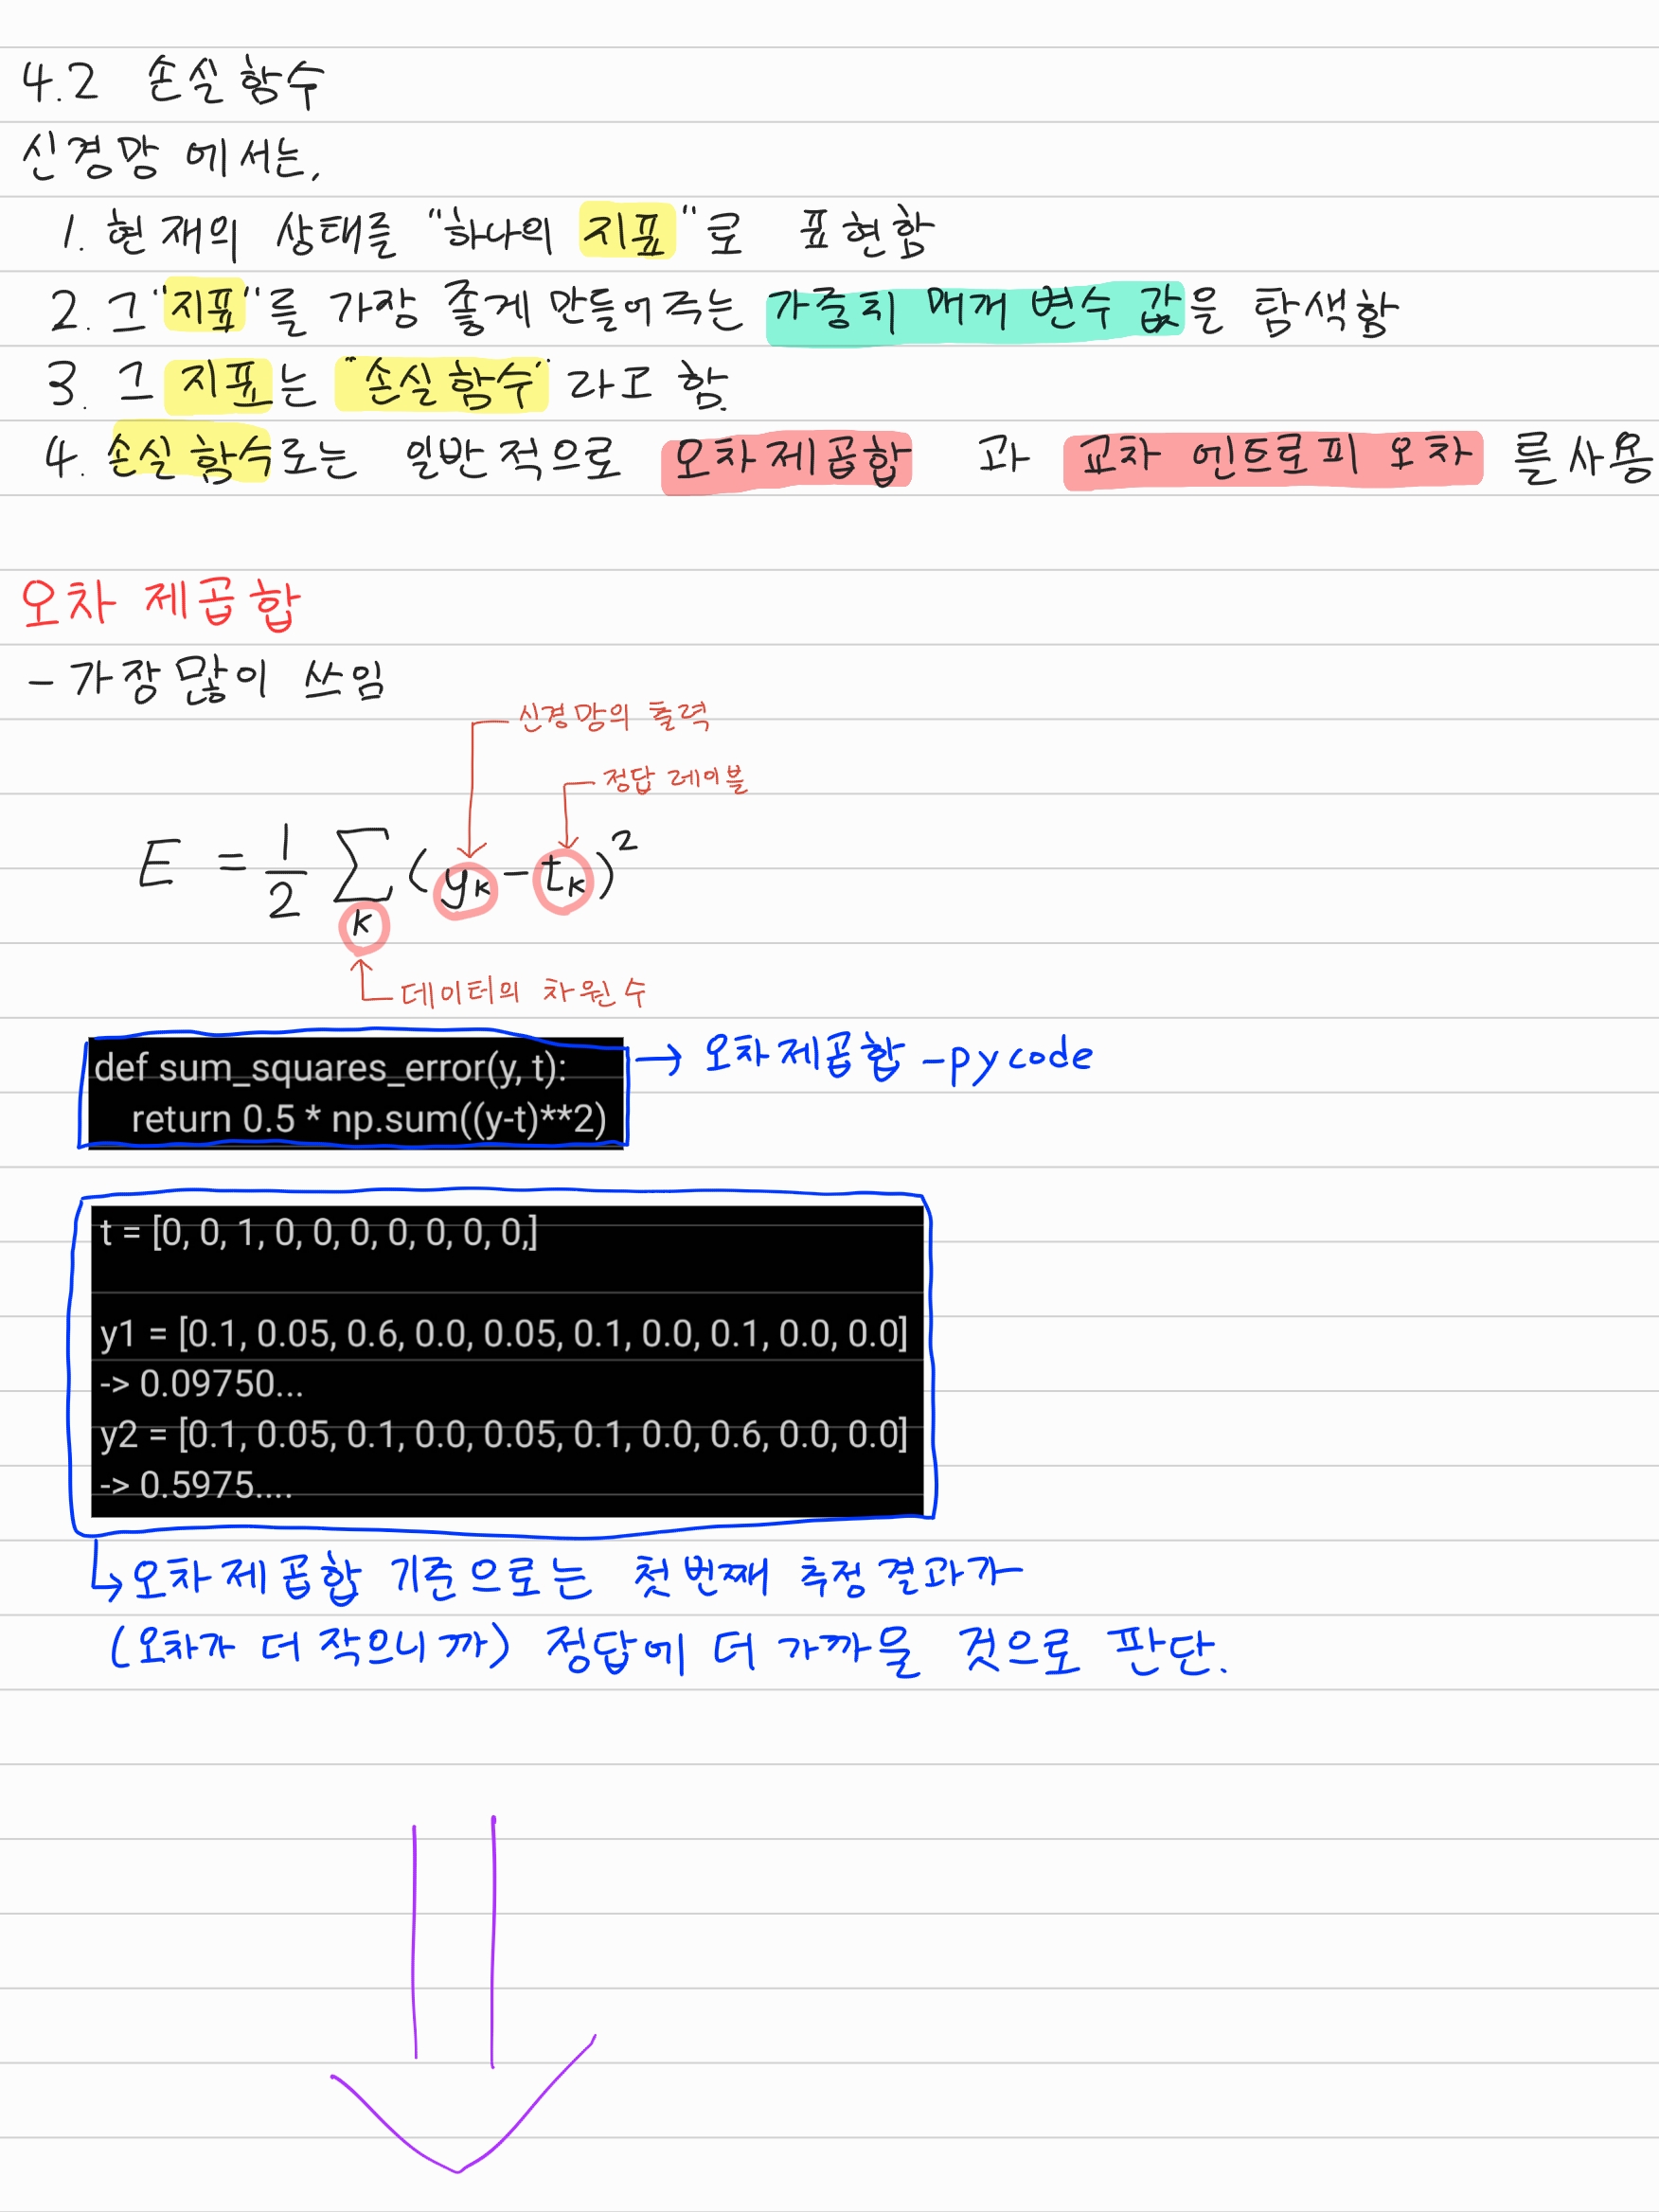 4.2 손실함수
신경망 에서는,
1. 현재의 상태를 "하나의 지표"로 표현함
2. 그 "지표"를 가장 좋게 만들어주는 가중치 매개 변수 값을 탐색함
3. 그 지표는 "손실함수" 라고 함.
4. 손실 함수로는 일반적으로 오차제곱합 과 교차 엔트로피 오차 를 사용
오차 제곱합
- 가장 많이 쓰임
신경망의 출력
정답 레이블
E = 1/2 ∑ₖ (yₖ - tₖ)²
데이터의 차원 수
def sum_squares_error(y, t):
return 0.5 * np.sum((y-t)**2)
→ 오차제곱합 - py code
t = [0, 0, 1, 0, 0, 0, 0, 0, 0, 0,]
y1 = [0.1, 0.05, 0.6, 0.0, 0.05, 0.1, 0.0, 0.1, 0.0, 0.0]
-> 0.09750...
y2 = [0.1, 0.05, 0.1, 0.0, 0.05, 0.1, 0.0, 0.6, 0.0, 0.0]
-> 0.5975....
↳ 오차제곱합 기준으로는 첫번째 추정결과가
(오차가 더 작으니까) 정답에 더 가까울 것으로 판단.